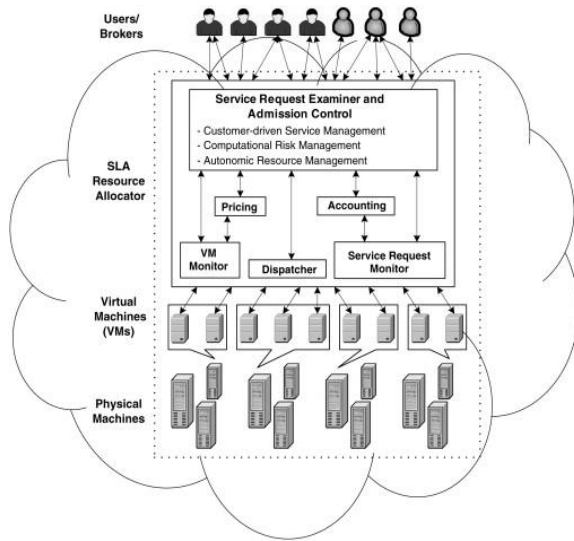 Users/
Brokers
Service Request Examiner and
Admission Control
- Customer-driven Service Management
- Computational Risk Management
- Autonomic Resource Management
SLA
Resource
Allocator
Pricing
Accounting
VM
Monitor
Dispatcher
Service Request
Monitor
Virtual
Machines
(VMs)
Physical
Machines